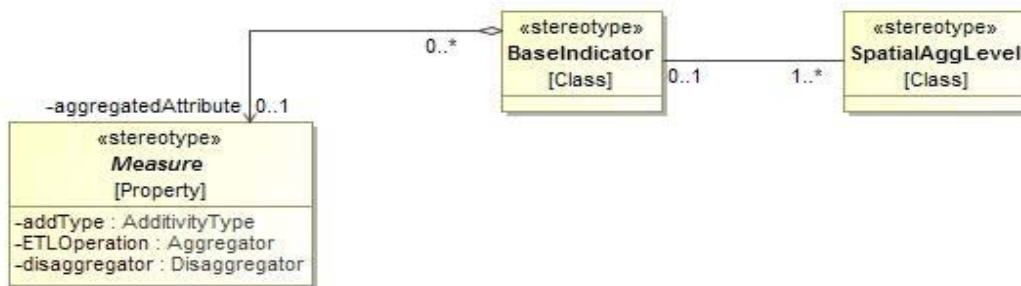 «stereotype»
BaseIndicator
[Class]
«stereotype»
SpatialAggLevel
[Class]
0..*
0..1
1..*
-aggregatedAttribute
0..1
«stereotype»
Measure
[Property]
-addType : AdditivityType
-ETLOperation : Aggregator
-disaggregator : Disaggregator